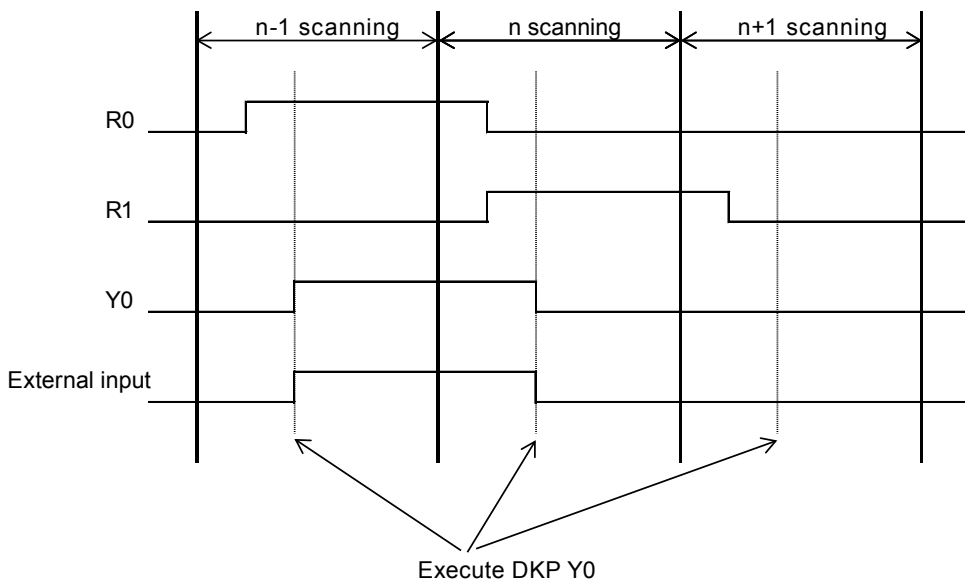 n-1 scanning
n scanning
n+1 scanning
R0
R1
Y0
External input
Execute DKP Y0